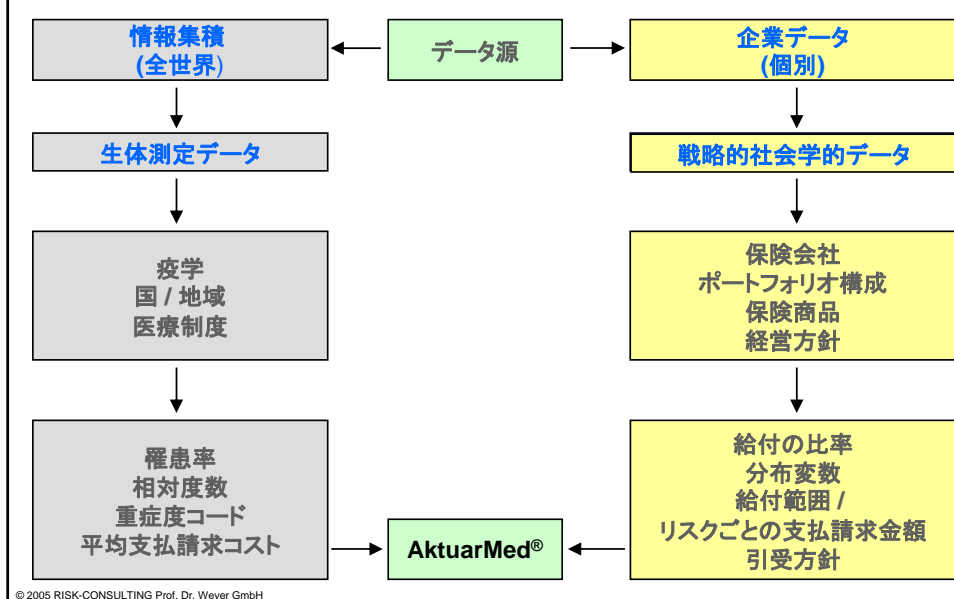 情報集積
(全世界)
データ源
企業データ
(個別)
生体測定データ
戦略的社会学的データ
疫学
国 / 地域
医療制度
保険会社
ポートフォリオ構成
保険商品
経営方針
罹患率
相対度数
重症度コード
平均支払請求コスト
AktuarMed®
給付の比率
分布変数
給付範囲 /
リスクごとの支払請求金額
引受方針
© 2005 RISK-CONSULTING Prof. Dr. Weyer GmbH